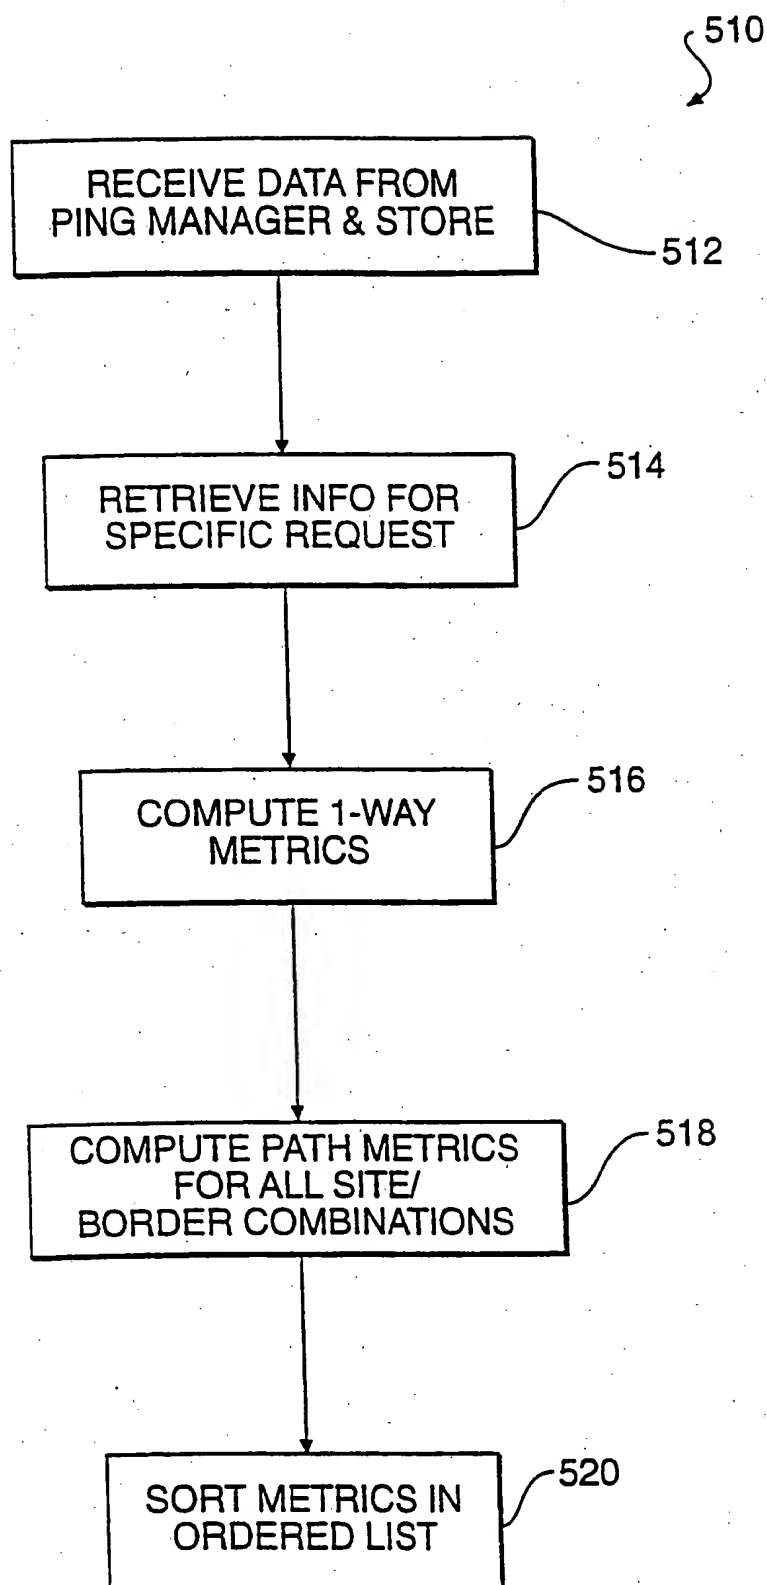 510
RECEIVE DATA FROM
PING MANAGER & STORE
512
RETRIEVE INFO FOR
SPECIFIC REQUEST
514
COMPUTE 1-WAY
METRICS
516
COMPUTE PATH METRICS
FOR ALL SITE/
BORDER COMBINATIONS
518
SORT METRICS IN
ORDERED LIST
520